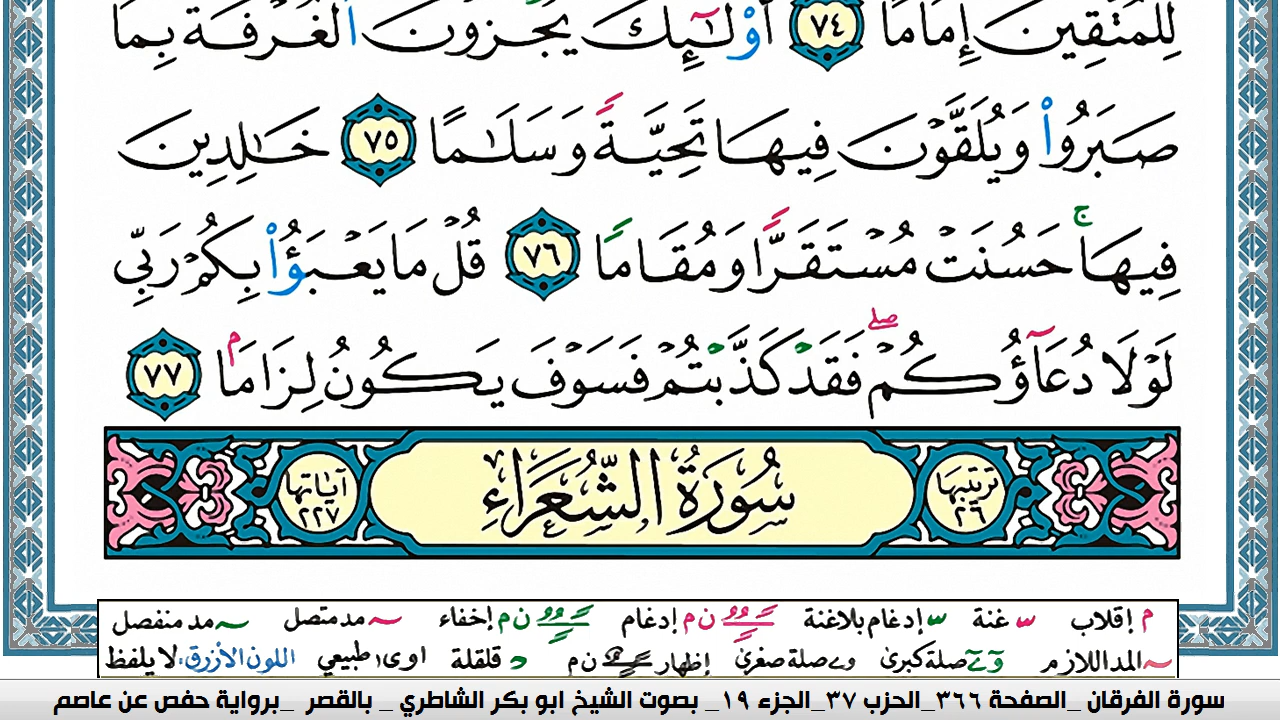 لِلْمُتَّقِينَ إِمَامًا ٧٤ أُوْلَٰٓئِكَ يُجْزَوْنَ ٱلْغُرْفَةَ بِمَا
صَبَرُواْ وَيُلَقَّوْنَ فِيهَا تَحِيَّةً وَسَلَٰمًا ٧٥ خَٰلِدِينَ
فِيهَاۚ حَسُنَتْ مُسْتَقَرًّا وَمُقَامًا ٧٦ قُلْ مَا يَعْبَؤُاْ بِكُمْ رَبِّي
لَوْلَا دُعَآؤُكُمْۖ فَقَدْ كَذَّبْتُمْ فَسَوْفَ يَكُونُ لِزَامَۢا ٧٧
ترتيبها ٢٦ سُورَةُ الشُّعَرَاءِ آياتها ٢٢٧
م إقلاب غنة إدغام بلاغنة ن م إدغام ن م إخفاء مد متصل مد منفصل
المد اللازم صلة كبرى صلة صغرى إظهار ن م قلقلة اوى طبيعي اللون الأزرق: لا يلفظ
سورة الفرقان _الصفحة ٣٦٦_الحزب ٣٧_الجزء ١٩_ بصوت الشيخ ابو بكر الشاطري _ بالقصر _برواية حفص عن عاصم